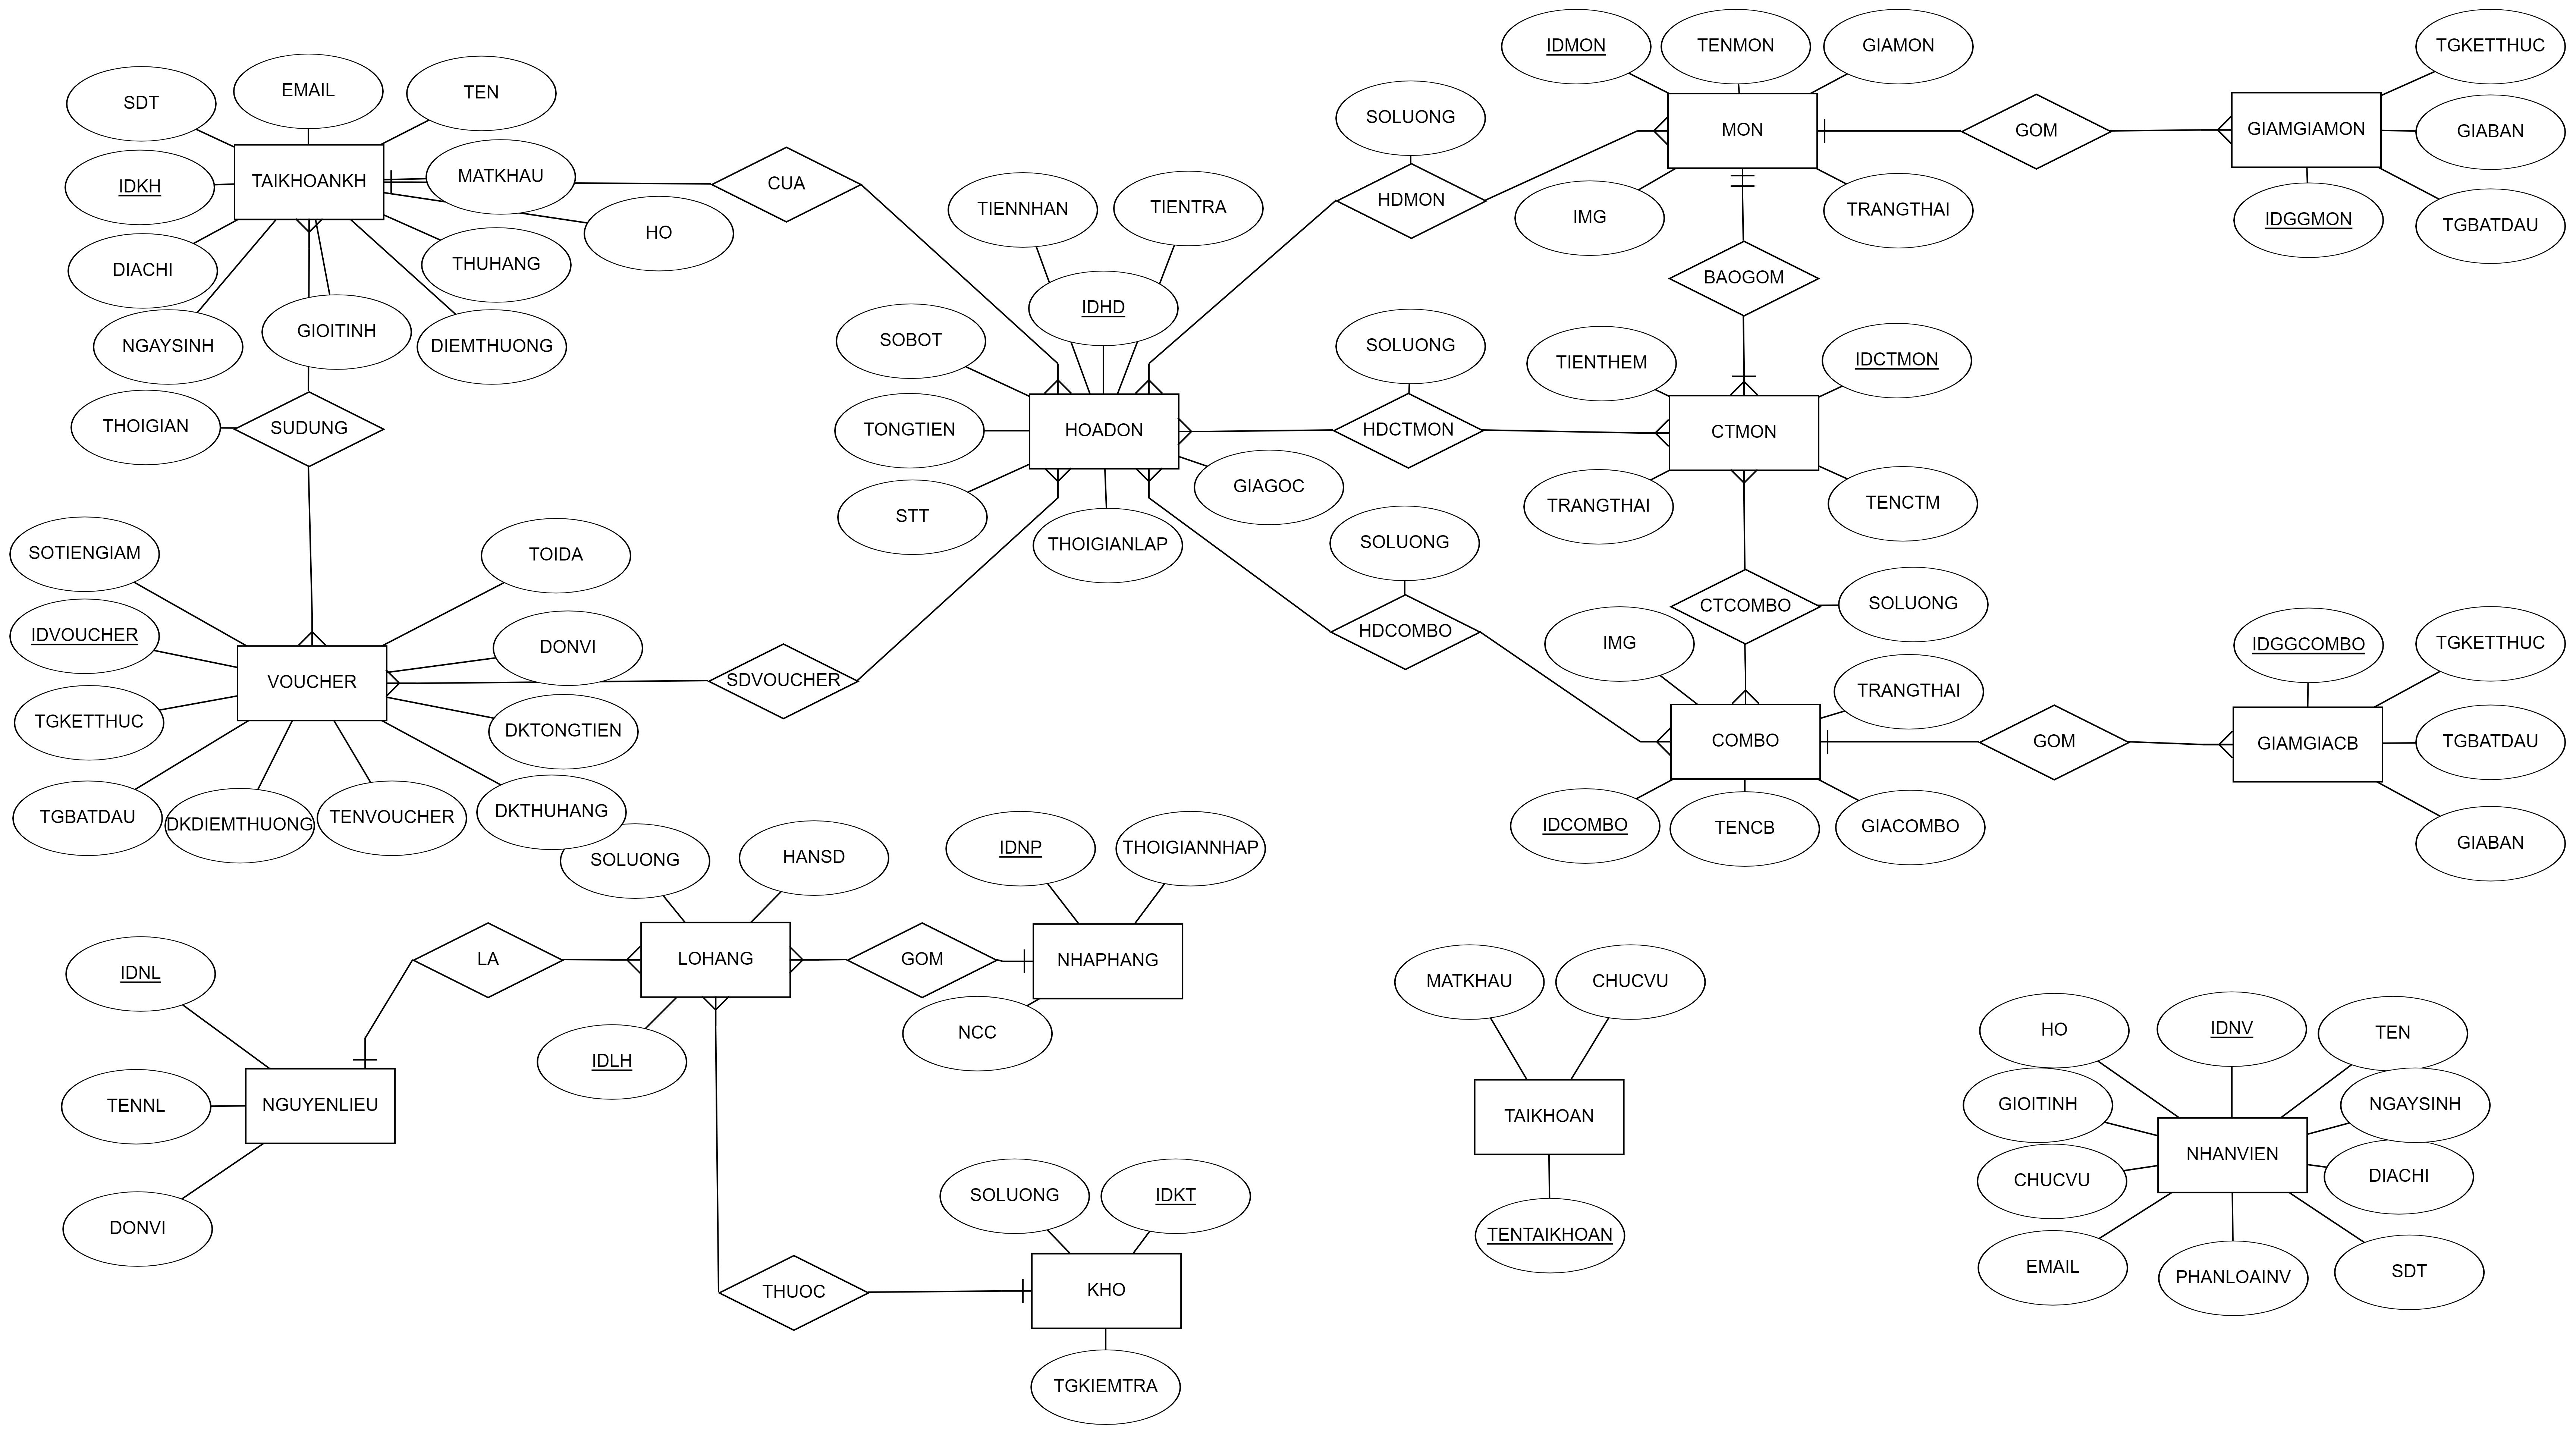 IDMON
TENMON
GIAMON
TGKETTHUC
SDT
EMAIL
TEN
SOLUONG
MON
GOM
GIAMGIAMON
GIABAN
IDKH
TAIKHOANKH
MATKHAU
CUA
HDMON
TIENNHAN
TIENTRA
IMG
TRANGTHAI
IDGGMON
TGBATDAU
HO
DIACHI
THUHANG
BAOGOM
IDHD
NGAYSINH
GIOITINH
DIEMTHUONG
SOBOT
SOLUONG
TIENTHEM
IDCTMON
THOIGIAN
SUDUNG
TONGTIEN
HOADON
HDCTMON
CTMON
GIAGOC
STT
TRANGTHAI
TENCTM
THOIGIANLAP
SOLUONG
SOTIENGIAM
TOIDA
CTCOMBO
SOLUONG
IDVOUCHER
DONVI
HDCOMBO
IMG
IDGGCOMBO
TGKETTHUC
VOUCHER
SDVOUCHER
TRANGTHAI
TGKETTHUC
DKTONGTIEN
COMBO
GOM
GIAMGIACB
TGBATDAU
TGBATDAU
DKDIEMTHUONG
TENVOUCHER
DKTHUHANG
IDCOMBO
TENCB
GIACOMBO
GIABAN
SOLUONG
HANSD
IDNP
THOIGIANNHAP
IDNL
LA
LOHANG
GOM
NHAPHANG
MATKHAU
CHUCVU
NCC
HO
IDNV
TEN
IDLH
TENNL
NGUYENLIEU
TAIKHOAN
GIOITINH
NGAYSINH
NHANVIEN
CHUCVU
DIACHI
DONVI
SOLUONG
IDKT
TENTAIKHOAN
EMAIL
PHANLOAINV
SDT
THUOC
KHO
TGKIEMTRA